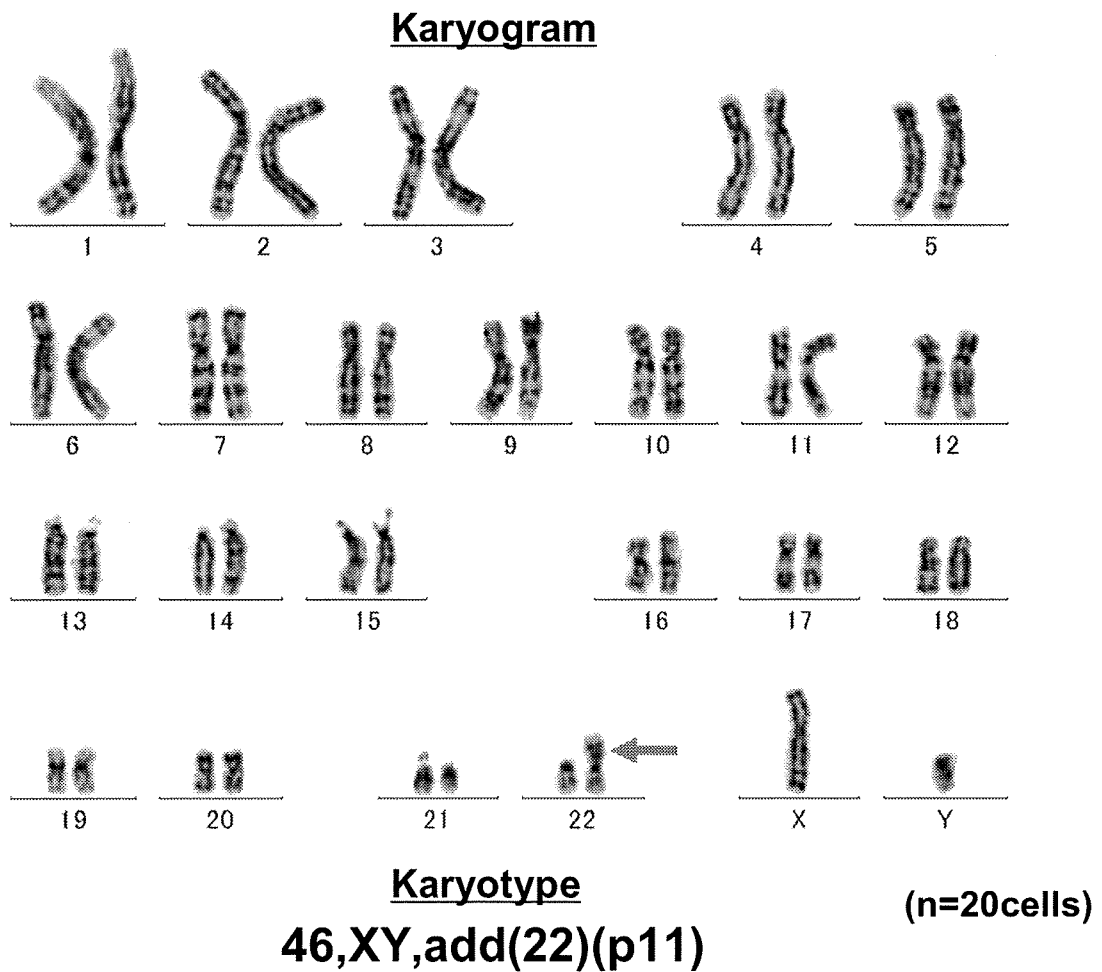 Karyogram
1 2 3 4 5
6 7 8 9 10 11 12
13 14 15 16 17 18
19 20 21 22 X Y
Karyotype
(n=20cells)
46,XY,add(22)(p11)